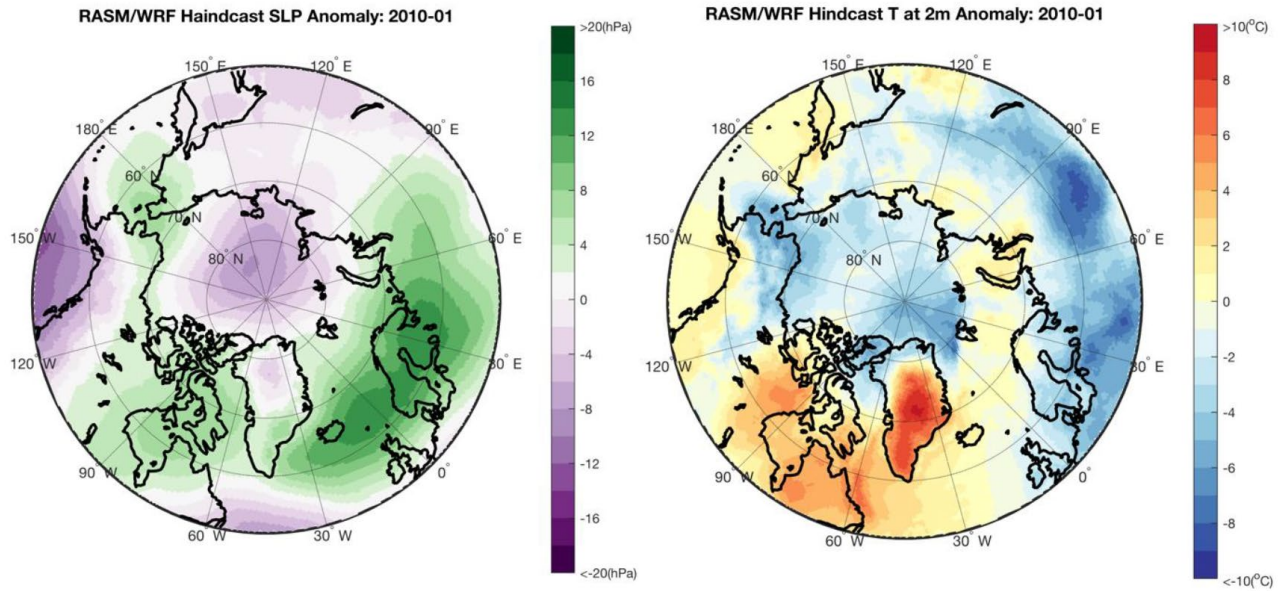 RASM/WRF Haindcast SLP Anomaly: 2010-01
150° E
120° E
180° E
90° E
60° N
70° N
150° W
60° E
80° N
120° W
30° E
90° W
0°
60° W
30° W
>20(hPa)
16
12
8
4
0
-4
-8
-12
-16
<-20(hPa)
RASM/WRF Hindcast T at 2m Anomaly: 2010-01
150° E
120° E
180° E
90° E
60° N
70° N
150° W
60° E
80° N
120° W
30° E
90° W
0°
60° W
30° W
>10(°C)
8
6
4
2
0
-2
-4
-6
-8
<-10(°C)